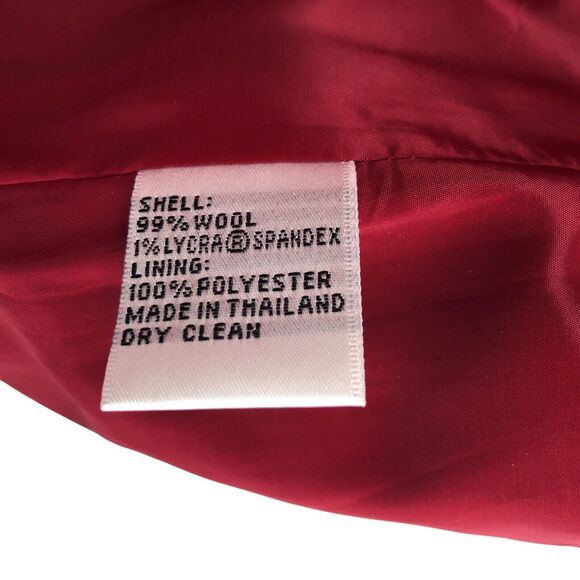 SHELL:
99% WOOL
1% LYCRA® SPANDEX
LINING:
100% POLYESTER
MADE IN THAILAND
DRY CLEAN